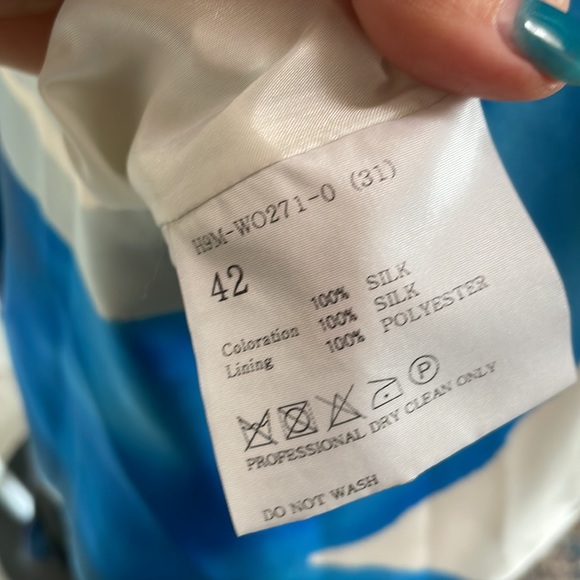 H9M-WO271-0 (31)
42
100% SILK
Coloration 100% SILK
Lining 100% POLYESTER
P
PROFESSIONAL DRY CLEAN ONLY
DO NOT WASH